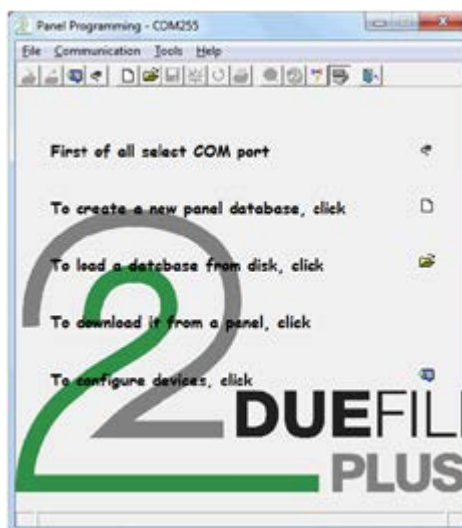 Panel Programming - COM255
File Communication Tools Help
First of all select COM port
To create a new panel database, click
To load a database from disk, click
To download it from a panel, click
To configure devices, click
2
DUEFIL
PLUS